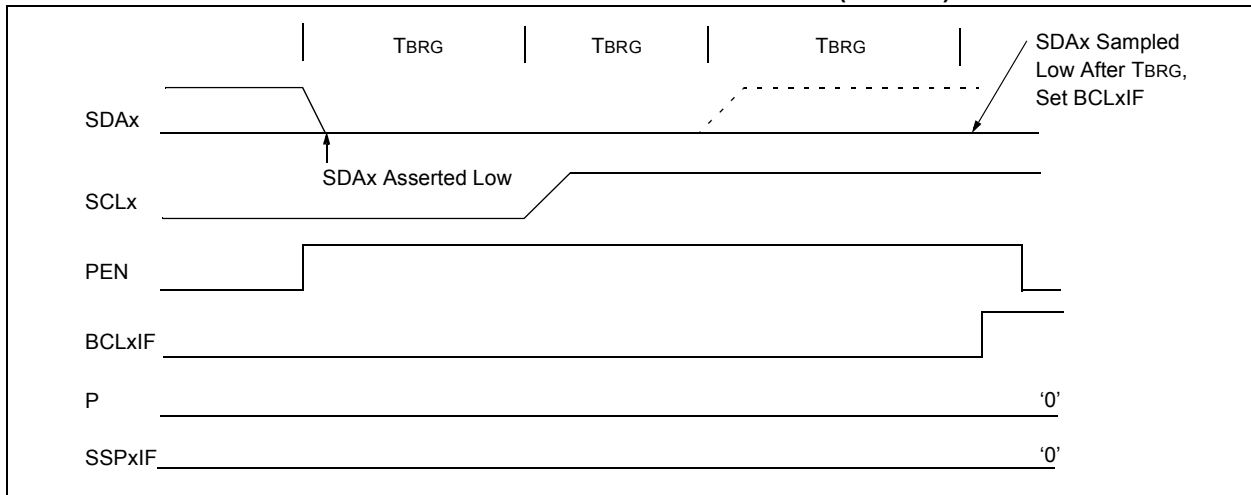 TBRG TBRG TBRG
SDAx Sampled
Low After TBRG,
Set BCLxIF
SDAx
SDAx Asserted Low
SCLx
PEN
BCLxIF
P ‘0’
SSPxIF ‘0’